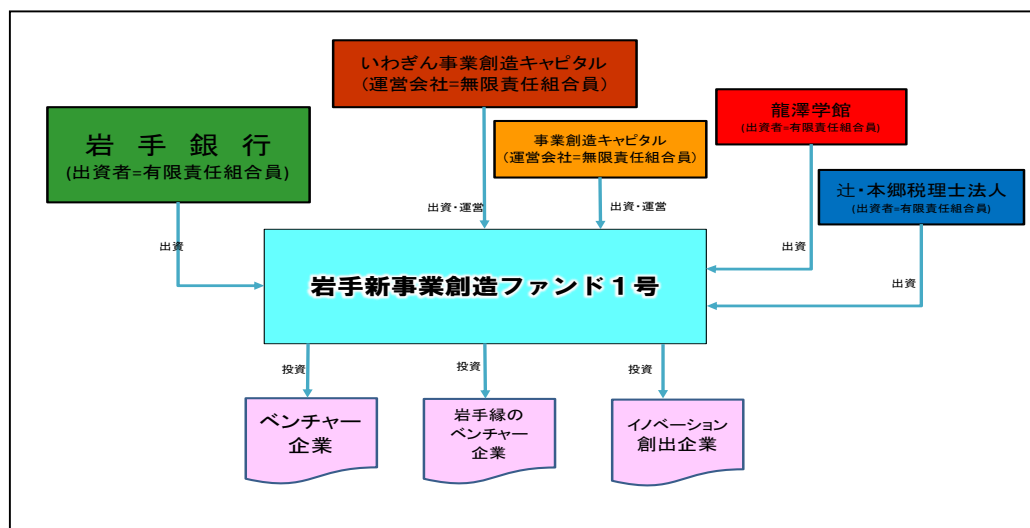 いわぎん事業創造キャピタル
(運営会社=無限責任組合員)
岩手銀行
(出資者=有限責任組合員)
事業創造キャピタル
(運営会社=無限責任組合員)
龍澤学館
(出資者=有限責任組合員)
辻・本郷税理士法人
(出資者=有限責任組合員)
出資・運営
出資・運営
出資
出資
出資
岩手新事業創造ファンド１号
投資
投資
投資
ベンチャー
企業
岩手縁の
ベンチャー
企業
イノベーション
創出企業